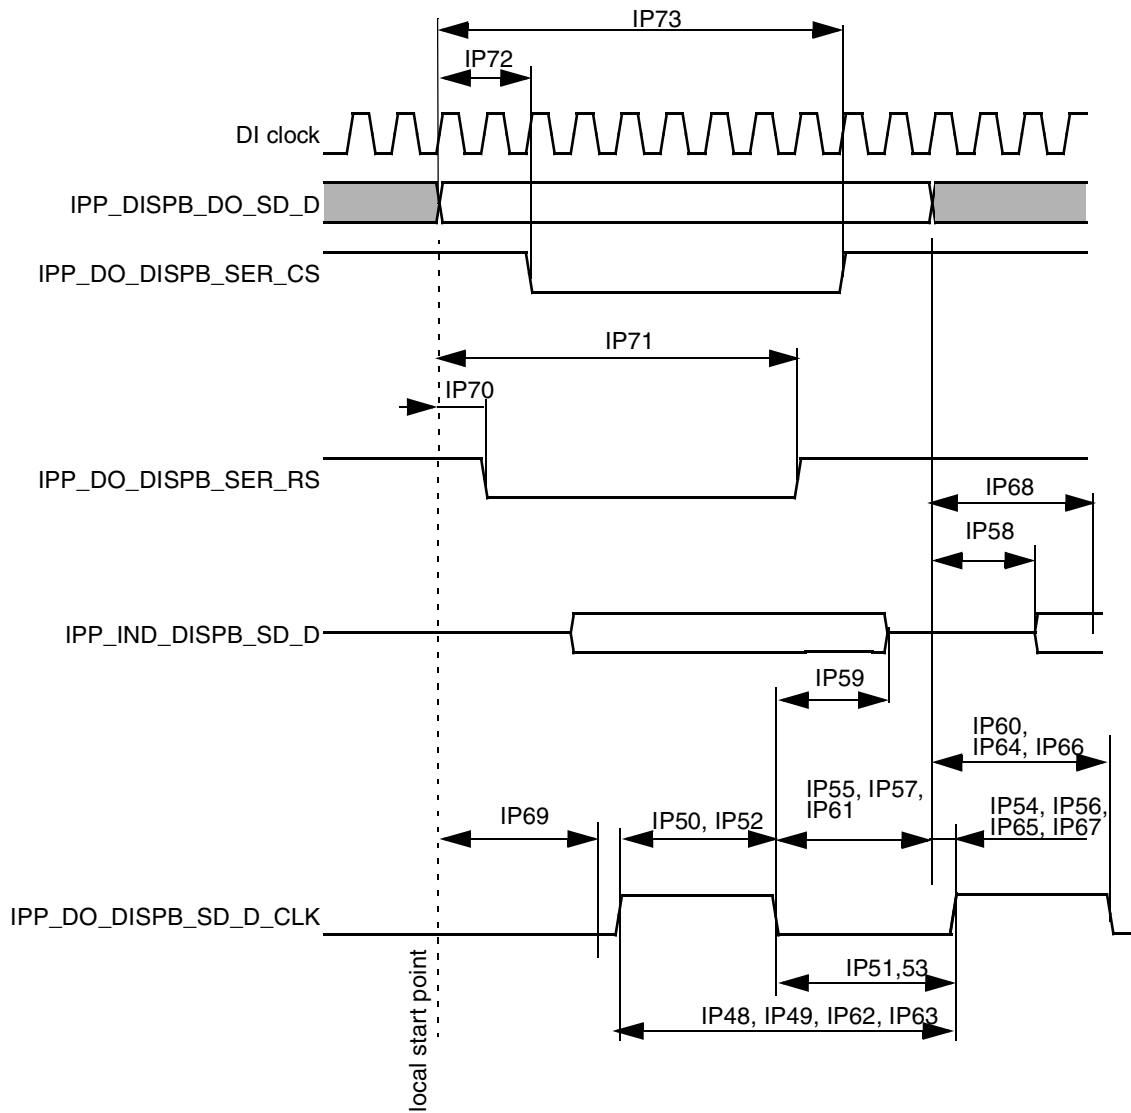 IP73
IP72
DI clock
IPP_DISPB_DO_SD_D
IPP_DO_DISPB_SER_CS
IP71
IP70
IPP_DO_DISPB_SER_RS
IP68
IP58
IPP_IND_DISPB_SD_D
IP59
IP60,
IP64, IP66
IP55, IP57,
IP61
IP54, IP56,
IP65, IP67
IP69
IP50, IP52
IPP_DO_DISPB_SD_D_CLK
IP51,53
IP48, IP49, IP62, IP63
local start point